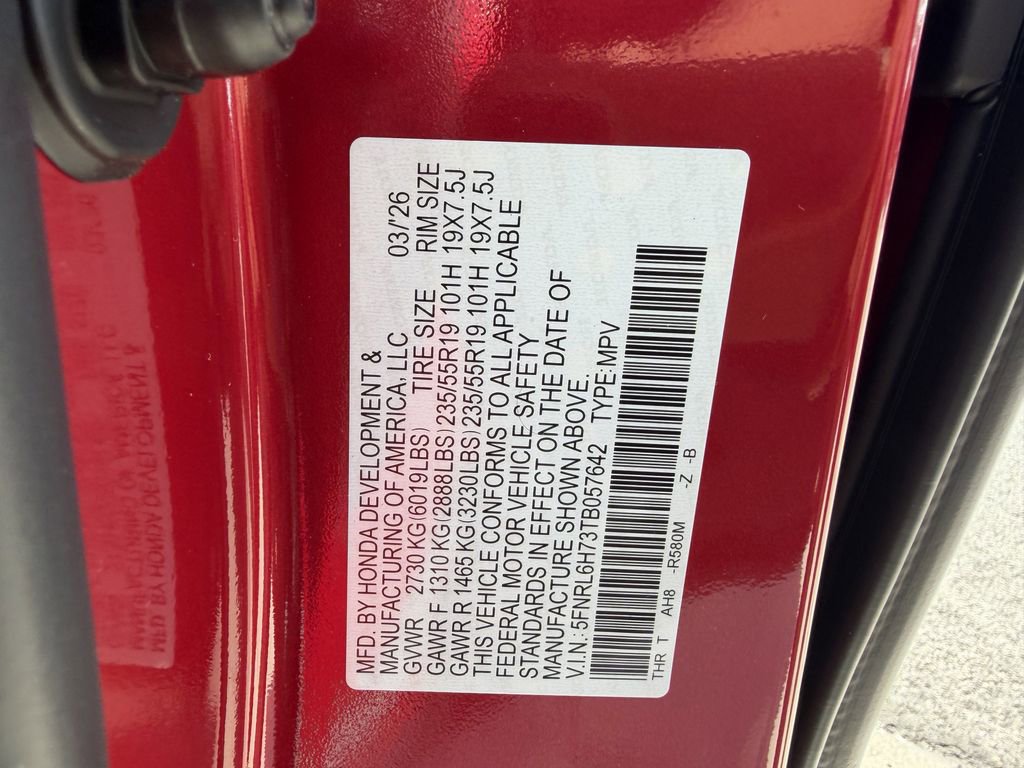 MFD. BY HONDA DEVELOPMENT &
MANUFACTURING OF AMERICA, LLC 03/'26
GVWR 2730 KG(6019LBS) TIRE SIZE RIM SIZE
GAWR F 1310 KG(2888LBS)235/55R19 101H 19X7.5J
GAWR R 1465 KG(3230LBS)235/55R19 101H 19X7.5J
THIS VEHICLE CONFORMS TO ALL APPLICABLE
FEDERAL MOTOR VEHICLE SAFETY
STANDARDS IN EFFECT ON THE DATE OF
MANUFACTURE SHOWN ABOVE.
V.I.N.: 5FNRL6H73TB057642 TYPE:MPV
THR T AH8 -R580M -Z -B